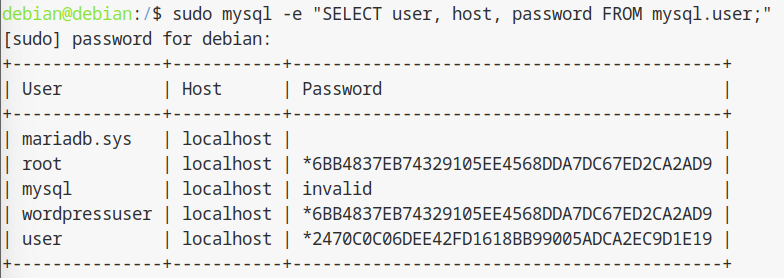 debian@debian:/$ sudo mysql -e "SELECT user, host, password FROM mysql.user;"
[sudo] password for debian:
+---------------+-----------+-------------------------------------------+
| User          | Host      | Password                                  |
+---------------+-----------+-------------------------------------------+
| mariadb.sys   | localhost |                                           |
| root          | localhost | *6BB4837EB74329105EE4568DDA7DC67ED2CA2AD9 |
| mysql         | localhost | invalid                                   |
| wordpressuser | localhost | *6BB4837EB74329105EE4568DDA7DC67ED2CA2AD9 |
| user          | localhost | *2470C0C06DEE42FD1618BB99005ADCA2EC9D1E19 |
+---------------+-----------+-------------------------------------------+